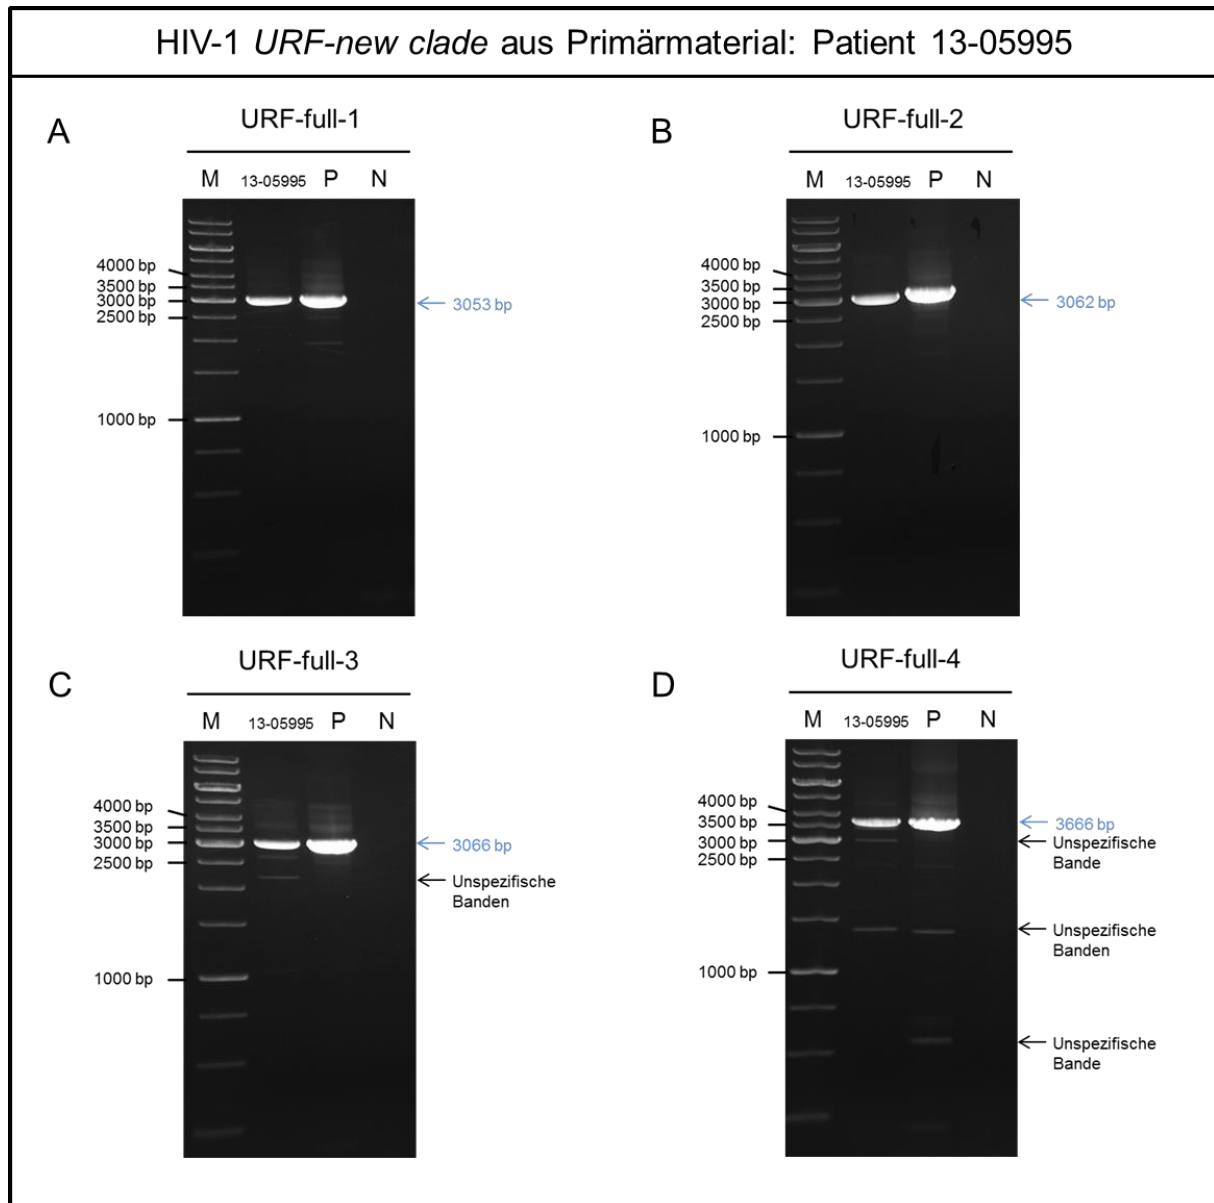 HIV-1 URF-new clade aus Primärmaterial: Patient 13-05995
A
URF-full-1
M 13-05995 P N
4000 bp
3500 bp
3000 bp
2500 bp
1000 bp
3053 bp
B
URF-full-2
M 13-05995 P N
4000 bp
3500 bp
3000 bp
2500 bp
1000 bp
3062 bp
C
URF-full-3
M 13-05995 P N
4000 bp
3500 bp
3000 bp
2500 bp
1000 bp
3066 bp
Unspezifische
Banden
D
URF-full-4
M 13-05995 P N
4000 bp
3500 bp
3000 bp
2500 bp
1000 bp
3666 bp
Unspezifische
Bande
Unspezifische
Banden
Unspezifische
Bande